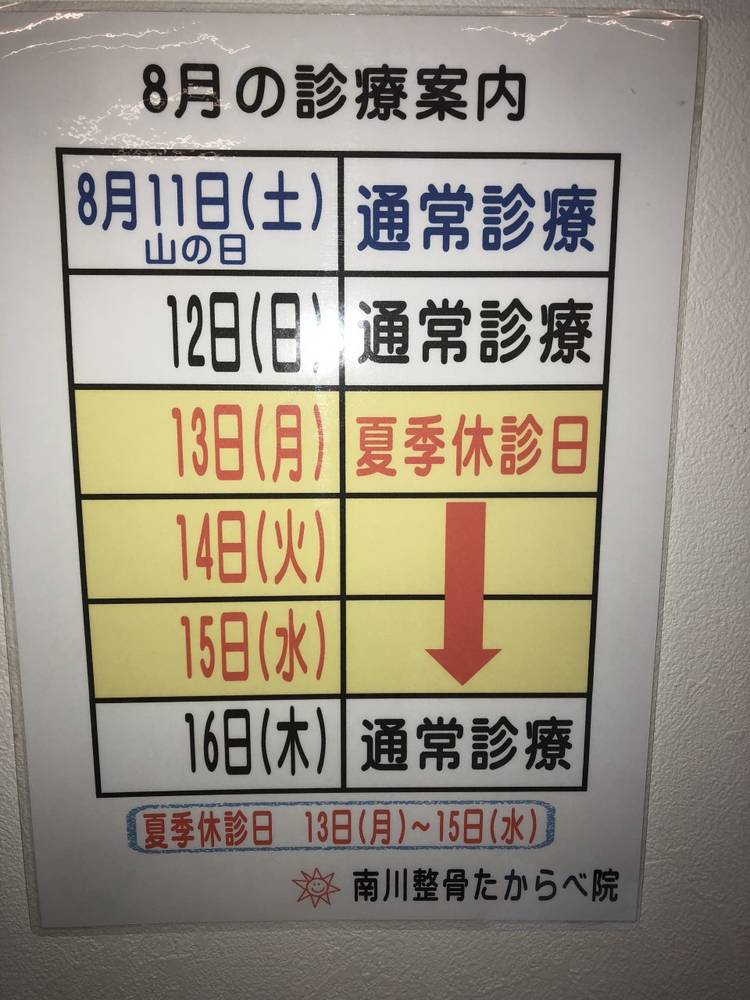 8月の診療案内
8月11日(土) 通常診療
山の日
12日(日) 通常診療
13日(月) 夏季休診日
14日(火)
15日(水)
16日(木) 通常診療
夏季休診日 13日(月)~15日(水)
南川整骨たからべ院